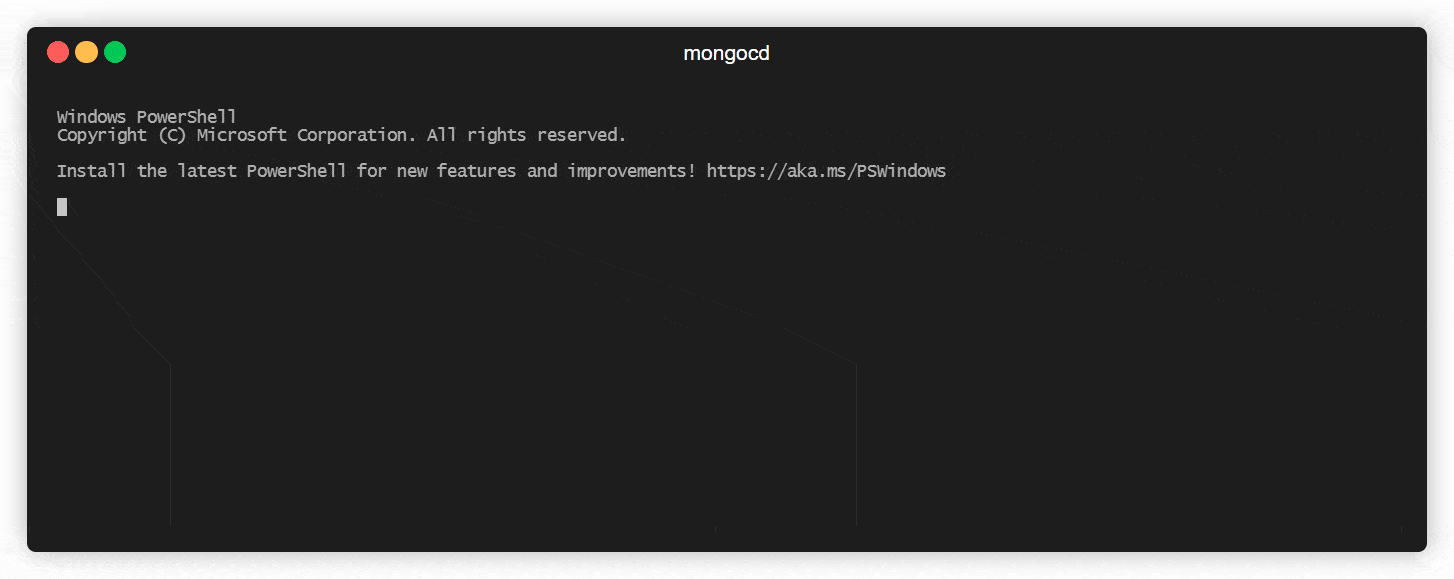 mongocd
Windows PowerShell
Copyright (C) Microsoft Corporation. All rights reserved.
Install the latest PowerShell for new features and improvements! https://aka.ms/PSWindows